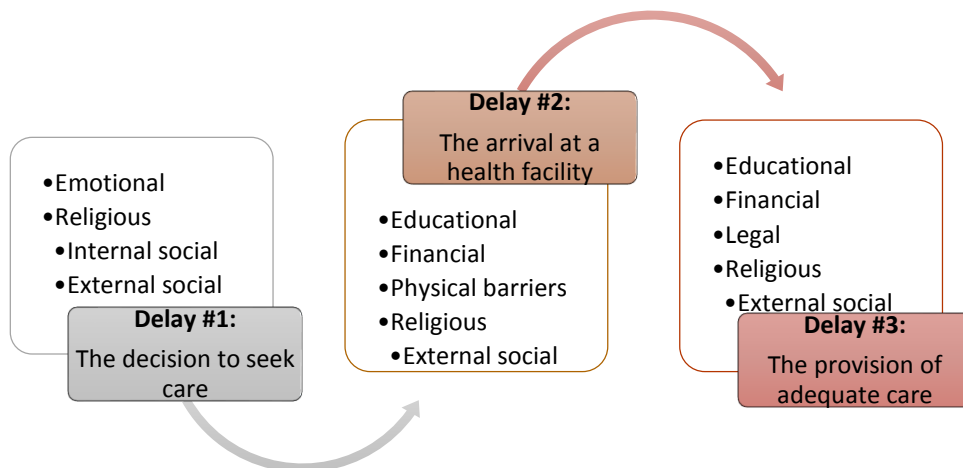 •Emotional
•Religious
•Internal social
•External social
Delay #1:
The decision to seek
care
Delay #2:
The arrival at a
health facility
•Educational
•Financial
•Physical barriers
•Religious
•External social
•Educational
•Financial
•Legal
•Religious
•External social
Delay #3:
The provision of
adequate care